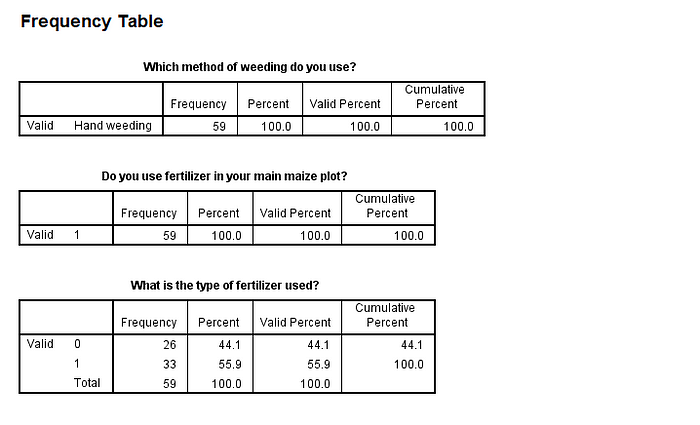 Frequency Table
Which method of weeding do you use?
Frequency Percent Valid Percent Cumulative Percent
Valid Hand weeding 59 100.0 100.0 100.0
Do you use fertilizer in your main maize plot?
Frequency Percent Valid Percent Cumulative Percent
Valid 1 59 100.0 100.0 100.0
What is the type of fertilizer used?
Frequency Percent Valid Percent Cumulative Percent
Valid 0 26 44.1 44.1 44.1
1 33 55.9 55.9 100.0
Total 59 100.0 100.0